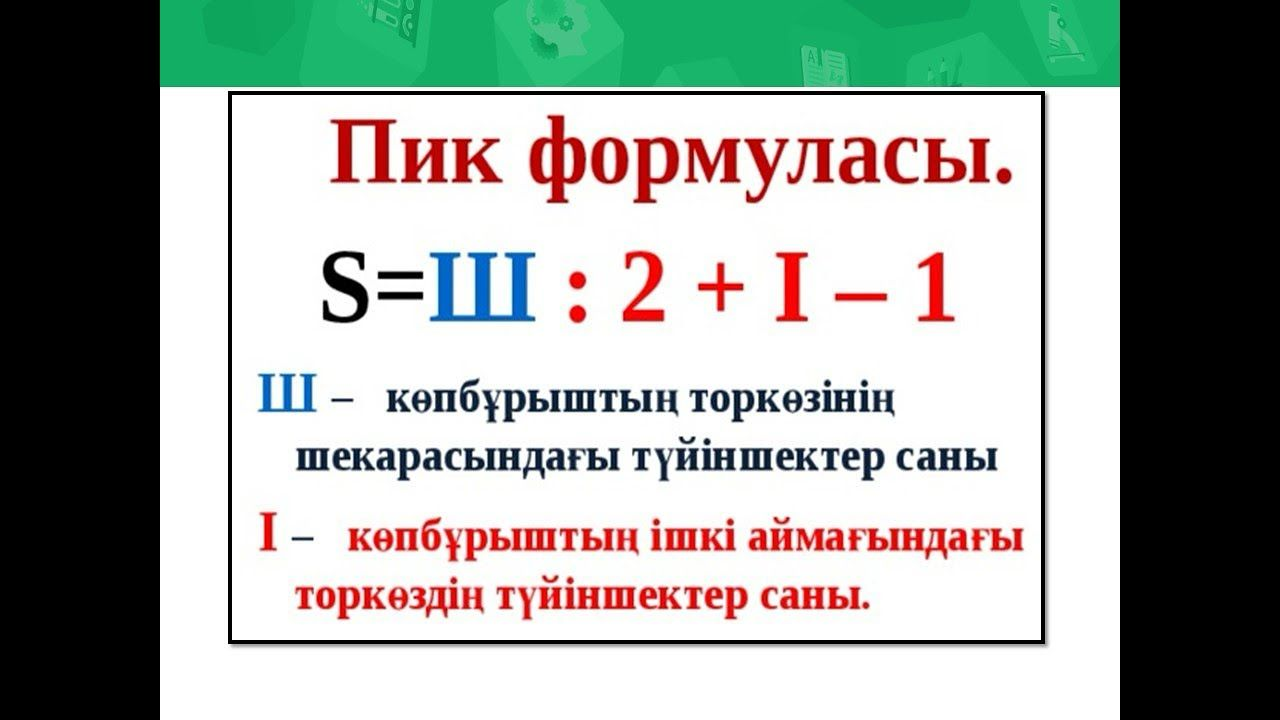 Пик формуласы.
S=Ш : 2 + І – 1
Ш – көпбұрыштың торкөзінің
шекарасындағы түйіншектер саны
І – көпбұрыштың ішкі аймағындағы
торкөздің түйіншектер саны.